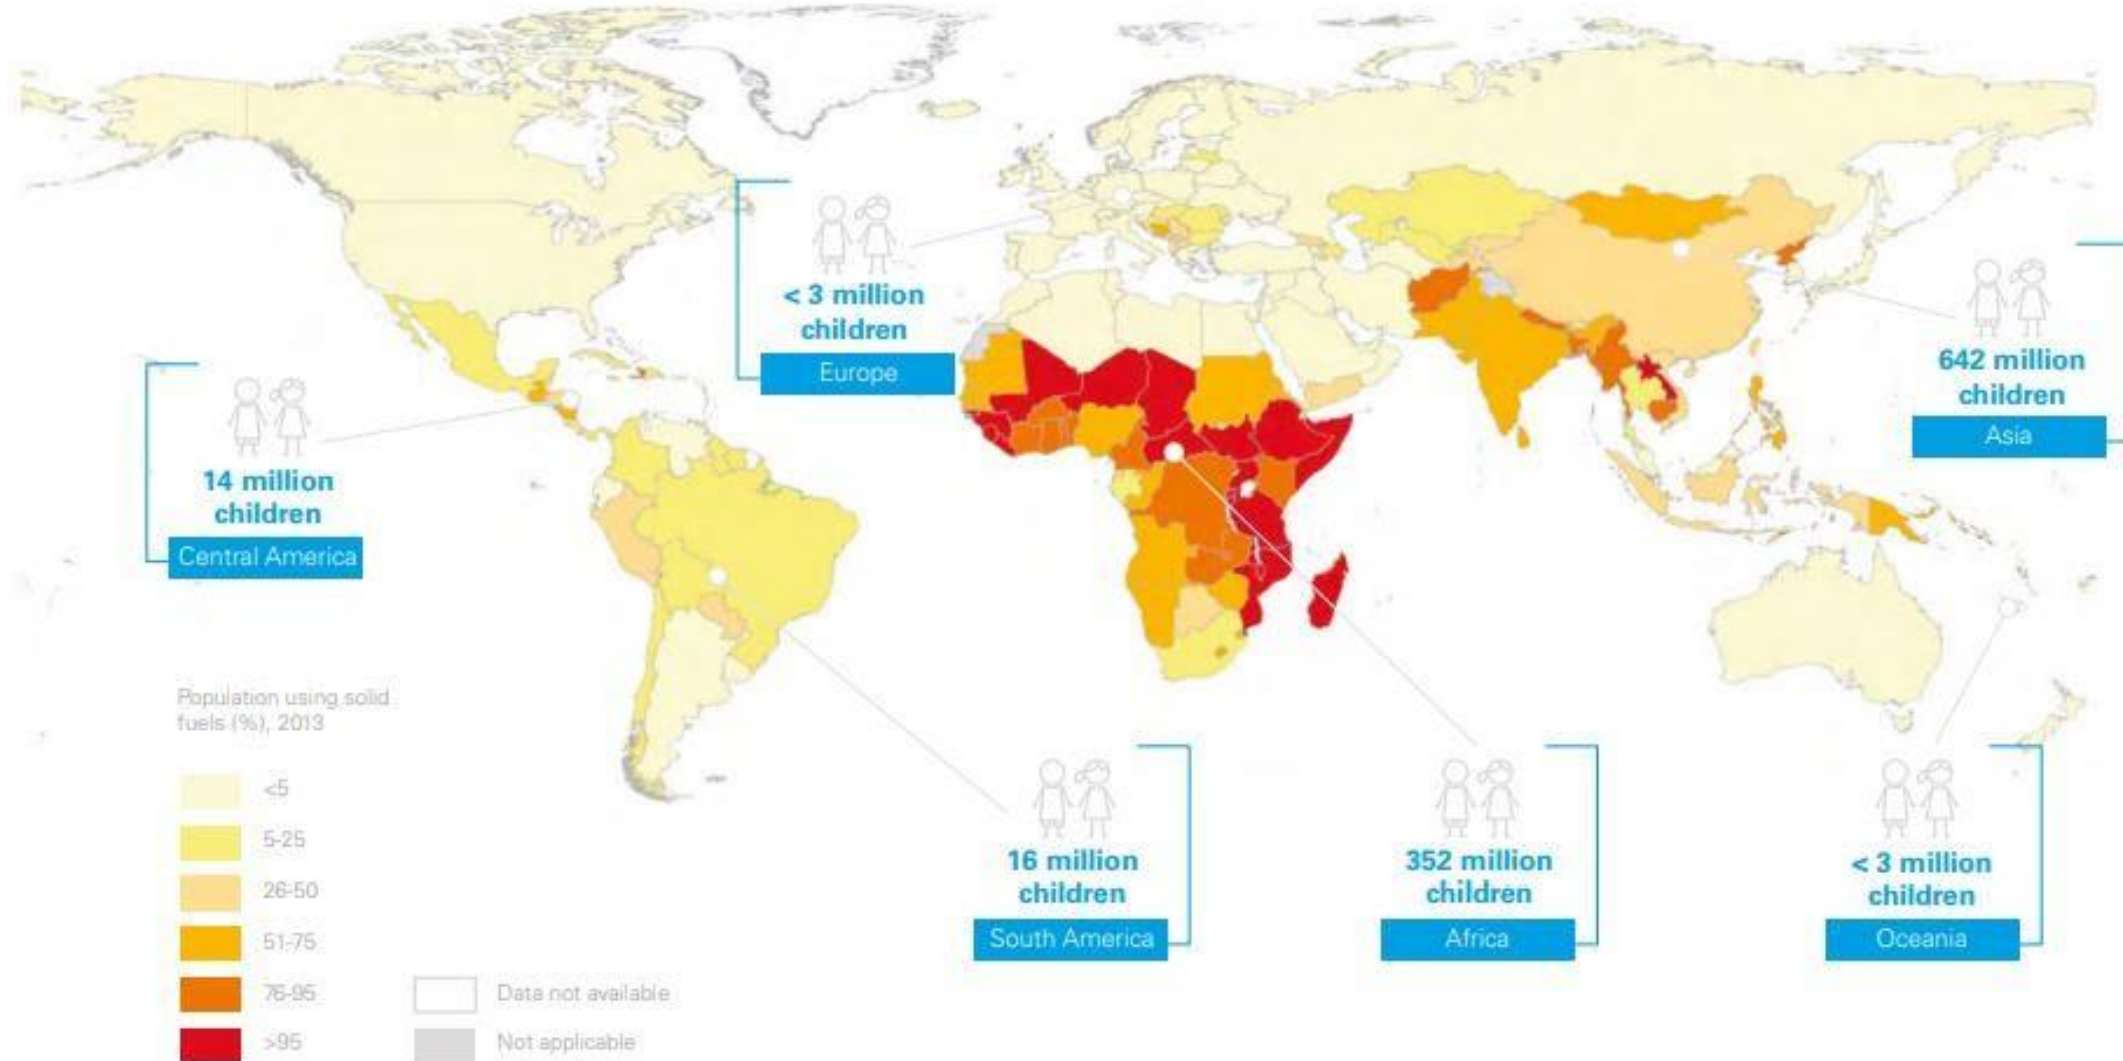 < 3 million
children
Europe
642 million
children
Asia
14 million
children
Central America
Population using solid
fuels (%), 2013
<5
5-25
26-50
51-75
76-95
>95
Data not available
Not applicable
16 million
children
South America
352 million
children
Africa
< 3 million
children
Oceania